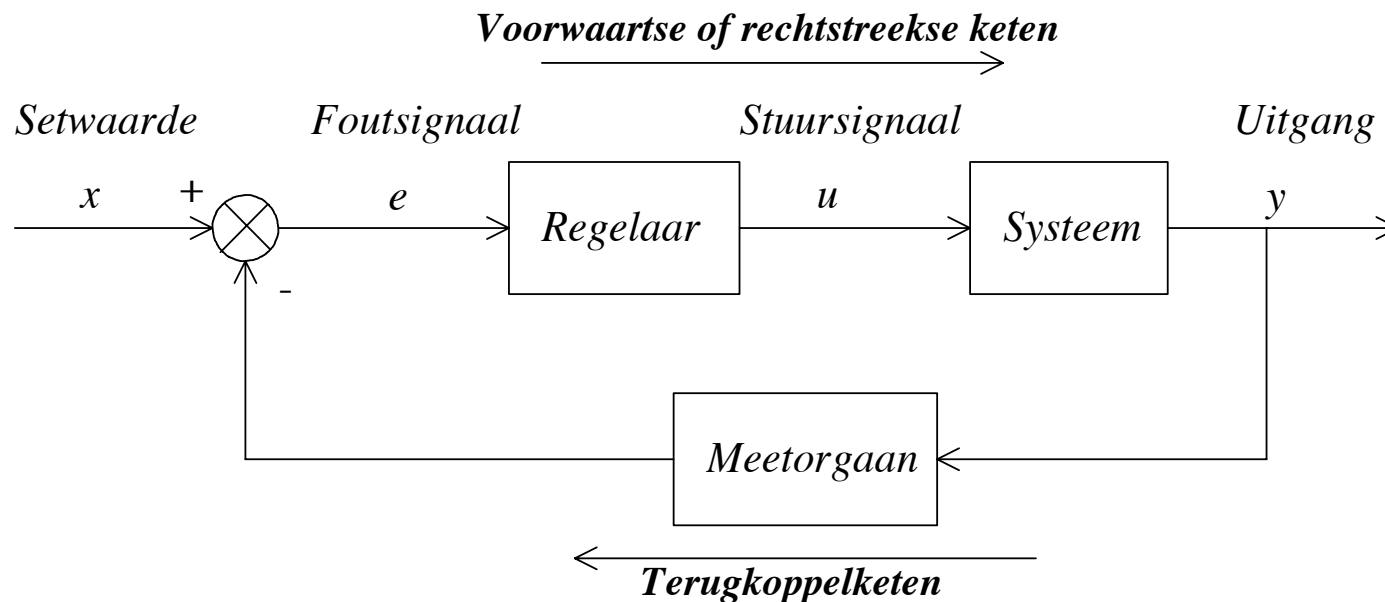 Voorwaartse of rechtstreekse keten
Setwaarde Foutsignaal Stuursignaal Uitgang
x + e u y
Regelaar Systeem
-
Meetorgaan
Terugkoppelketen